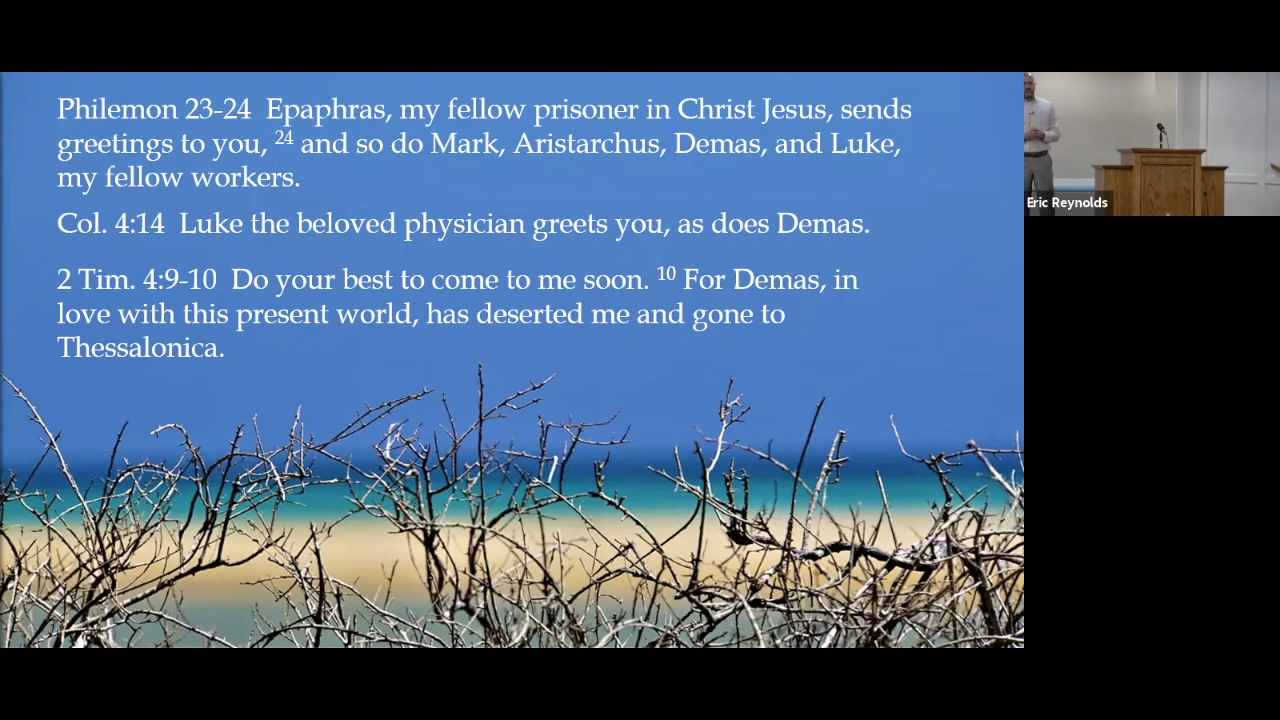 Philemon 23-24 Epaphras, my fellow prisoner in Christ Jesus, sends
greetings to you, 24 and so do Mark, Aristarchus, Demas, and Luke,
my fellow workers.
Col. 4:14 Luke the beloved physician greets you, as does Demas.
2 Tim. 4:9-10 Do your best to come to me soon. 10 For Demas, in
love with this present world, has deserted me and gone to
Thessalonica.
Eric Reynolds